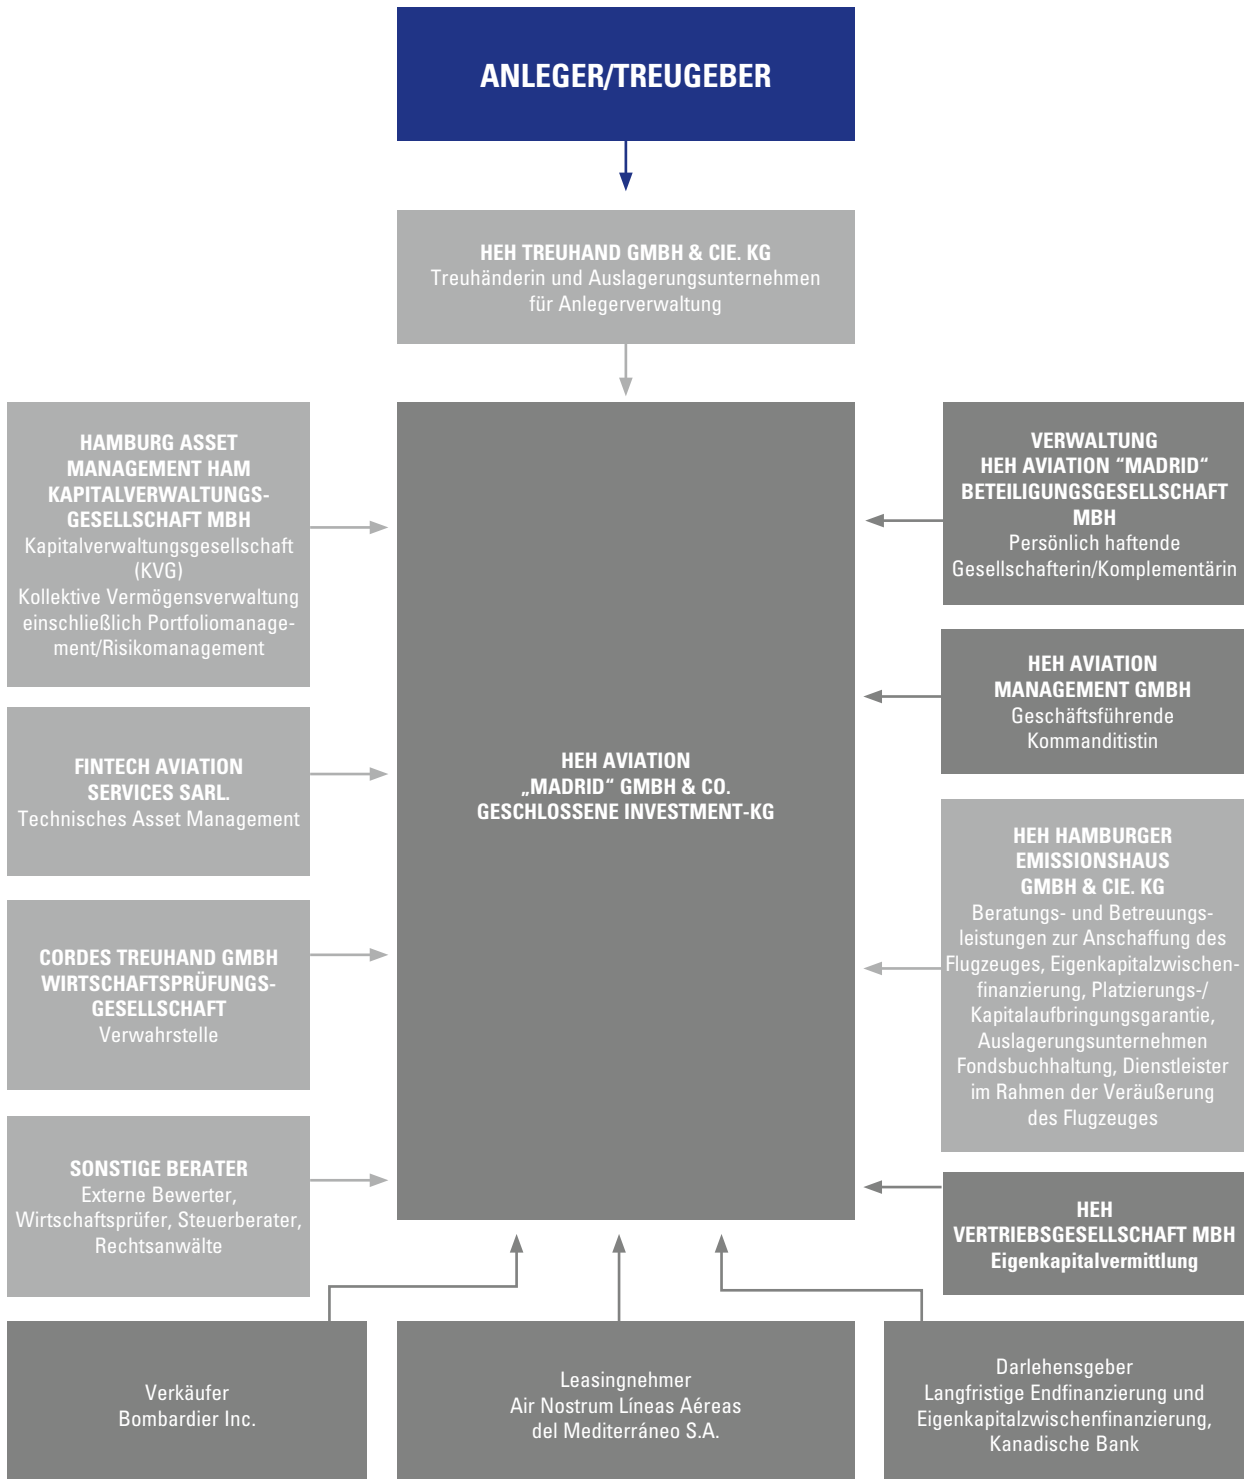 ANLEGER/TREUGEBER
HEH TREUHAND GMBH & CIE. KG
Treuhänderin und Auslagerungsunternehmen
für Anlegerverwaltung
HAMBURG ASSET
MANAGEMENT HAM
KAPITALVERWALTUNGS-
GESELLSCHAFT MBH
Kapitalverwaltungsgesellschaft
(KVG)
Kollektive Vermögensverwaltung
einschließlich Portfoliomanage-
ment/Risikomanagement
FINTECH AVIATION
SERVICES SARL.
Technisches Asset Management
CORDES TREUHAND GMBH
WIRTSCHAFTSPRÜFUNGS-
GESELLSCHAFT
Verwahrstelle
SONSTIGE BERATER
Externe Bewerter,
Wirtschaftsprüfer, Steuerberater,
Rechtsanwälte
HEH AVIATION
„MADRID“ GMBH & CO.
GESCHLOSSENE INVESTMENT-KG
VERWALTUNG
HEH AVIATION “MADRID“
BETEILIGUNGSGESELLSCHAFT
MBH
Persönlich haftende
Gesellschafterin/Komplementärin
HEH AVIATION
MANAGEMENT GMBH
Geschäftsführende
Kommanditistin
HEH HAMBURGER
EMISSIONSHAUS
GMBH & CIE. KG
Beratungs- und Betreuungs-
leistungen zur Anschaffung des
Flugzeuges, Eigenkapitalzwischen-
finanzierung, Platzierungs-/
Kapitalaufbringungsgarantie,
Auslagerungsunternehmen
Fondsbuchhaltung, Dienstleister
im Rahmen der Veräußerung
des Flugzeuges
HEH
VERTRIEBSGESELLSCHAFT MBH
Eigenkapitalvermittlung
Verkäufer
Bombardier Inc.
Leasingnehmer
Air Nostrum Líneas Aéreas
del Mediterráneo S.A.
Darlehensgeber
Langfristige Endfinanzierung und
Eigenkapitalzwischenfinanzierung,
Kanadische Bank